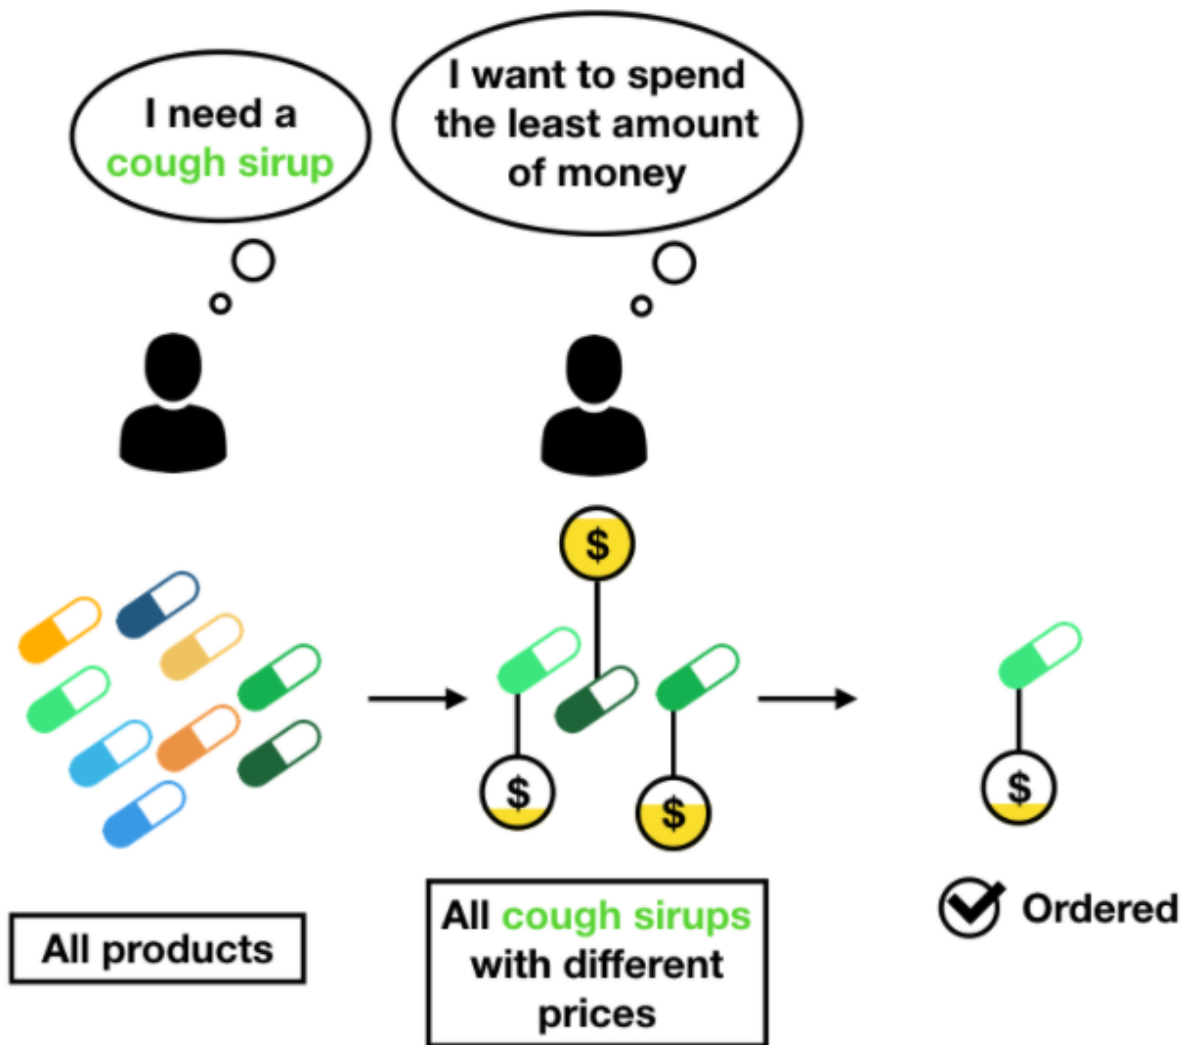 I need a
cough sirup
I want to spend
the least amount
of money
$
$
$
$
All products
All cough sirups
with different
prices
Ordered